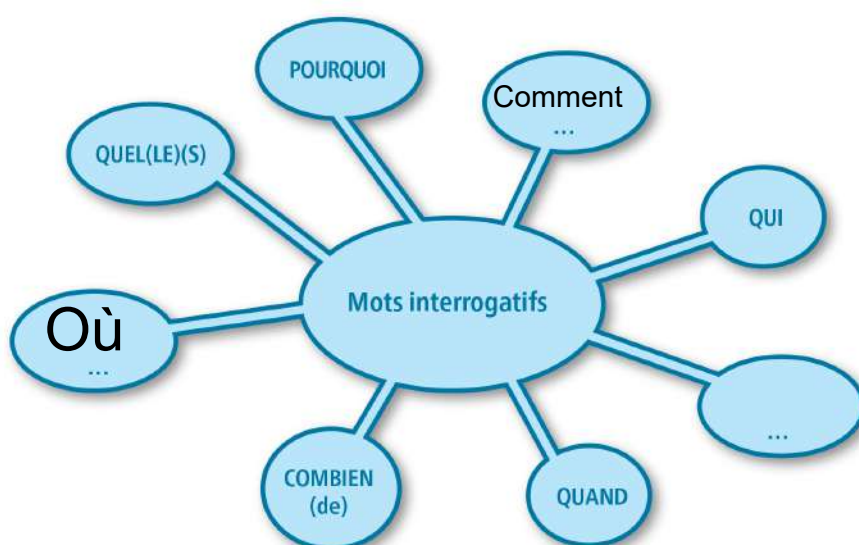 POURQUOI
Comment
...
QUEL(LE)(S)
QUI
Mots interrogatifs
Où
...
...
COMBIEN
(de)
QUAND